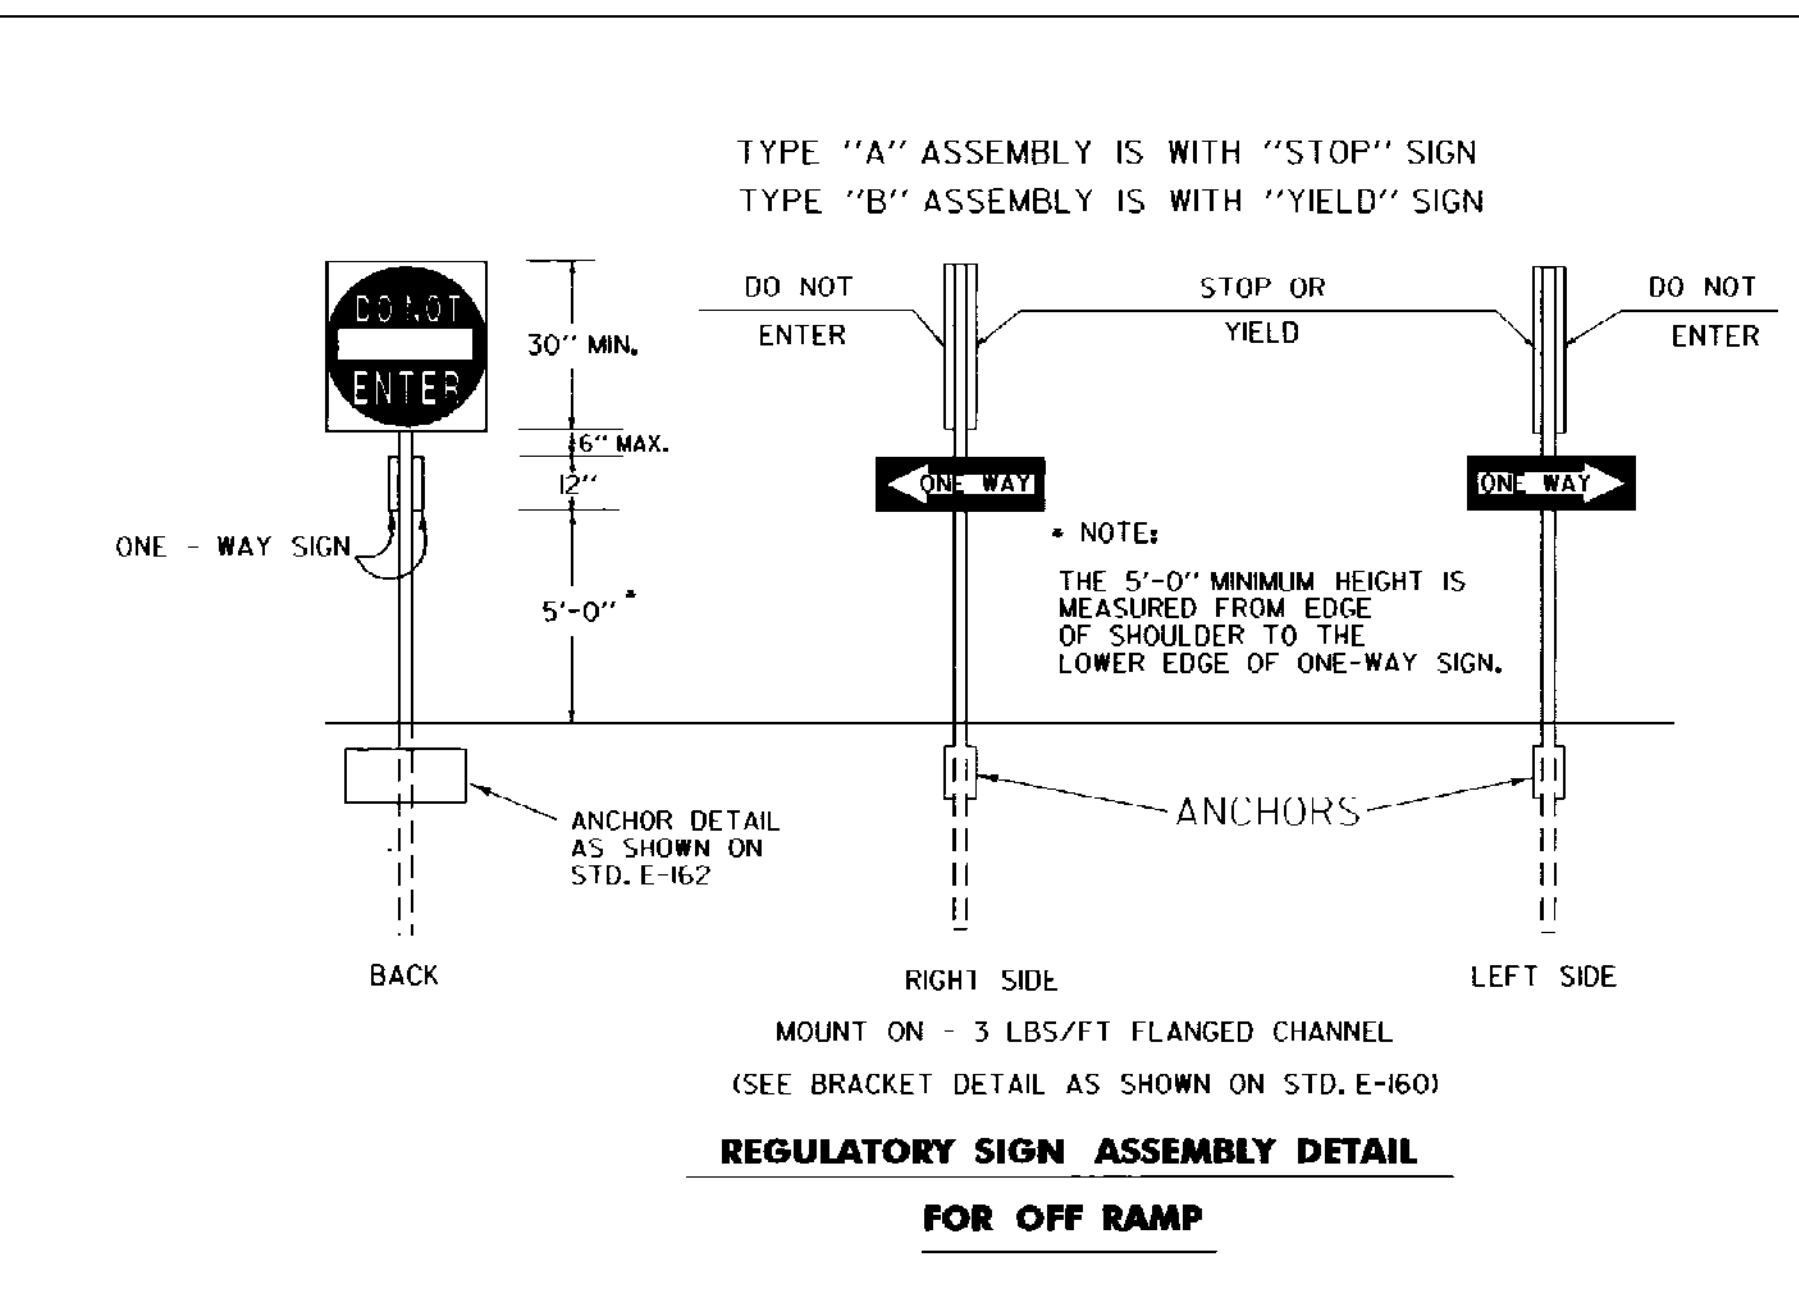 TYPE "A" ASSEMBLY IS WITH "STOP" SIGN
TYPE "B" ASSEMBLY IS WITH "YIELD" SIGN
DO NOT
ENTER
30" MIN.
6" MAX.
12"
5'-0" *
ONE - WAY SIGN
DO NOT
ENTER
STOP OR
YIELD
DO NOT
ENTER
ONE WAY
ONE WAY
* NOTE:
THE 5'-0" MINIMUM HEIGHT IS
MEASURED FROM EDGE
OF SHOULDER TO THE
LOWER EDGE OF ONE-WAY SIGN.
ANCHOR DETAIL
AS SHOWN ON
STD. E-162
ANCHORS
BACK
RIGHT SIDE
LEFT SIDE
MOUNT ON - 3 LBS/FT FLANGED CHANNEL
(SEE BRACKET DETAIL AS SHOWN ON STD. E-160)
REGULATORY SIGN ASSEMBLY DETAIL
FOR OFF RAMP